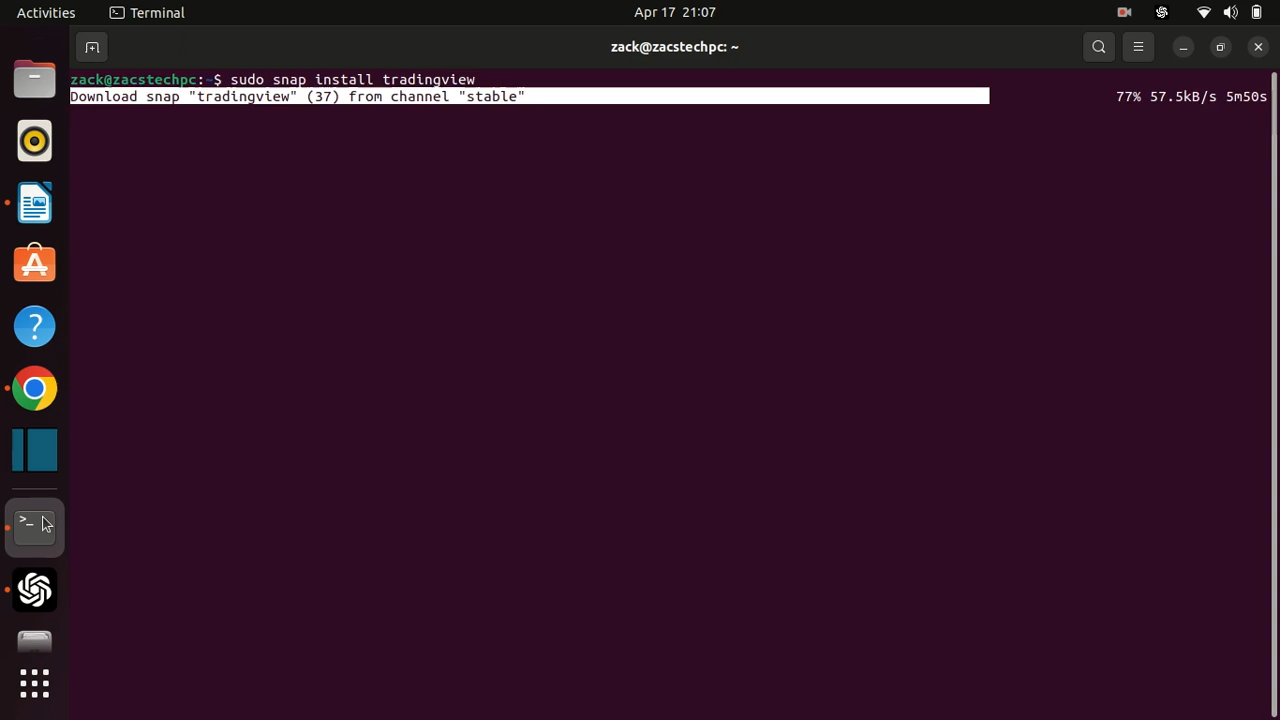 Activities Terminal Apr 17 21:07
zack@zacstechpc: ~
zack@zacstechpc:~$ sudo snap install tradingview
Download snap "tradingview" (37) from channel "stable" 77% 57.5kB/s 5m50s